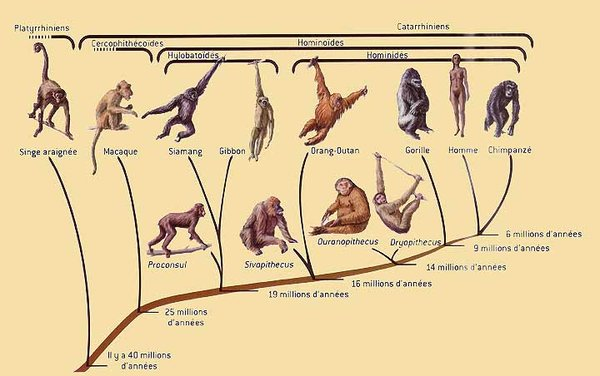 Platyrrhiniens
Catarrhiniens
Cercophithécoïdes
Hominoïdes
Hylobatoïdés
Hominidés
Singe araignée
Macaque
Siamang
Gibbon
Orang-Outan
Gorille
Homme
Chimpanzé
Proconsul
Sivapithecus
Ouranopithecus
Dryopithecus
6 millions d'années
9 millions d'années
14 millions d'années
16 millions d'années
19 millions d'années
25 millions
d'années
Il y a 40 millions
d'années